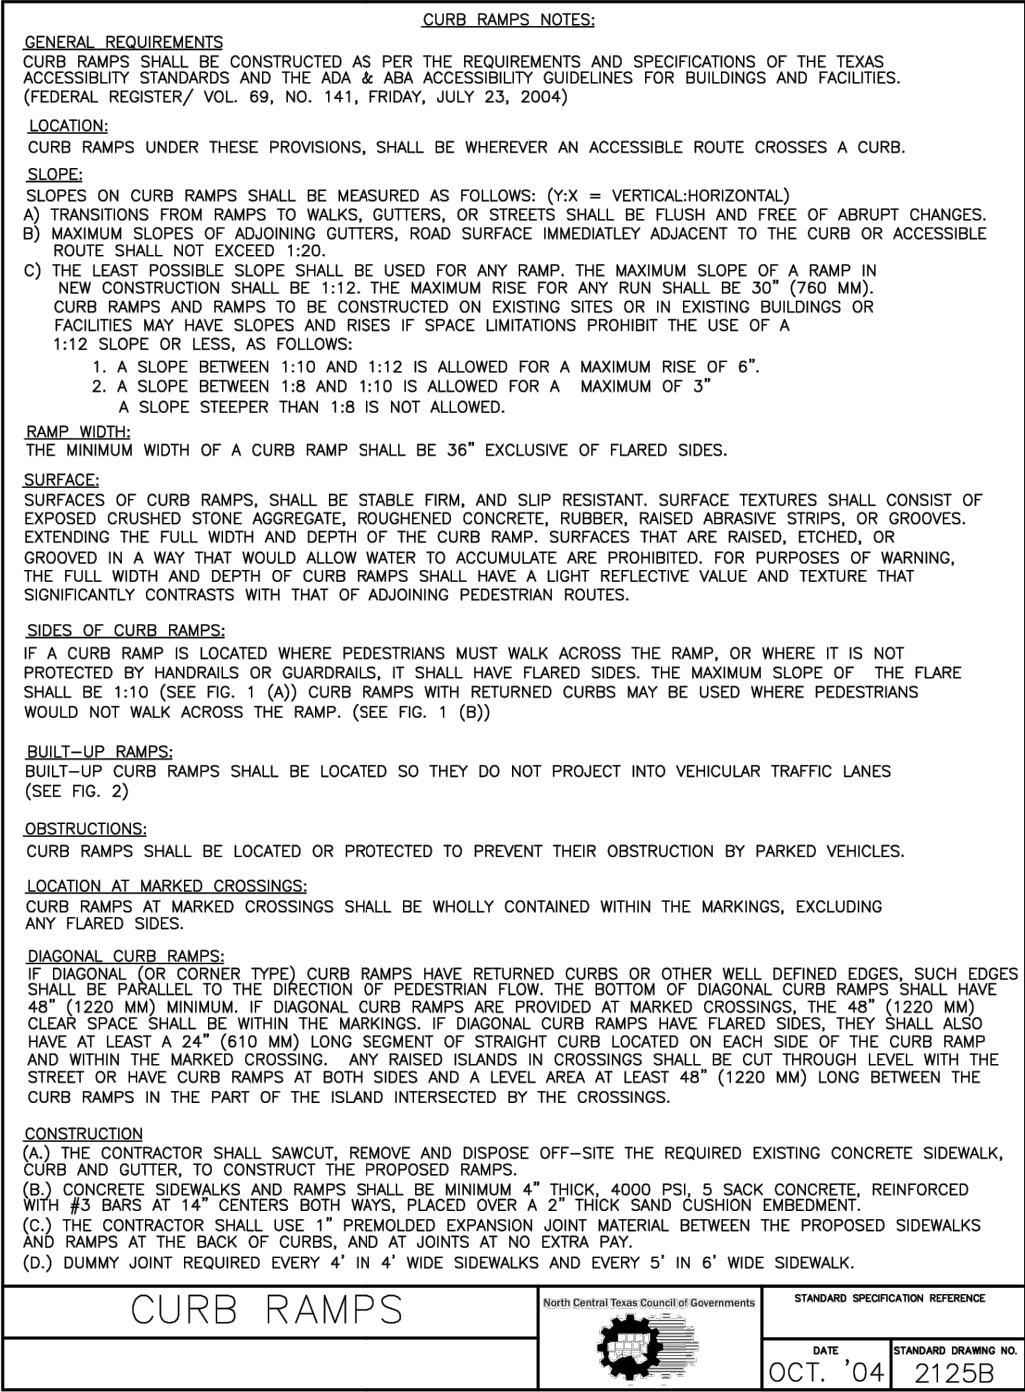 CURB RAMPS NOTES:
GENERAL REQUIREMENTS
CURB RAMPS SHALL BE CONSTRUCTED AS PER THE REQUIREMENTS AND SPECIFICATIONS OF THE TEXAS
ACCESSIBLITY STANDARDS AND THE ADA & ABA ACCESSIBILITY GUIDELINES FOR BUILDINGS AND FACILITIES.
(FEDERAL REGISTER/ VOL. 69, NO. 141, FRIDAY, JULY 23, 2004)
LOCATION:
CURB RAMPS UNDER THESE PROVISIONS, SHALL BE WHEREVER AN ACCESSIBLE ROUTE CROSSES A CURB.
SLOPE:
SLOPES ON CURB RAMPS SHALL BE MEASURED AS FOLLOWS: (Y:X = VERTICAL:HORIZONTAL)
A) TRANSITIONS FROM RAMPS TO WALKS, GUTTERS, OR STREETS SHALL BE FLUSH AND FREE OF ABRUPT CHANGES.
B) MAXIMUM SLOPES OF ADJOINING GUTTERS, ROAD SURFACE IMMEDIATLEY ADJACENT TO THE CURB OR ACCESSIBLE
ROUTE SHALL NOT EXCEED 1:20.
C) THE LEAST POSSIBLE SLOPE SHALL BE USED FOR ANY RAMP. THE MAXIMUM SLOPE OF A RAMP IN
NEW CONSTRUCTION SHALL BE 1:12. THE MAXIMUM RISE FOR ANY RUN SHALL BE 30" (760 MM).
CURB RAMPS AND RAMPS TO BE CONSTRUCTED ON EXISTING SITES OR IN EXISTING BUILDINGS OR
FACILITIES MAY HAVE SLOPES AND RISES IF SPACE LIMITATIONS PROHIBIT THE USE OF A
1:12 SLOPE OR LESS, AS FOLLOWS:
1. A SLOPE BETWEEN 1:10 AND 1:12 IS ALLOWED FOR A MAXIMUM RISE OF 6".
2. A SLOPE BETWEEN 1:8 AND 1:10 IS ALLOWED FOR A MAXIMUM OF 3"
A SLOPE STEEPER THAN 1:8 IS NOT ALLOWED.
RAMP WIDTH:
THE MINIMUM WIDTH OF A CURB RAMP SHALL BE 36" EXCLUSIVE OF FLARED SIDES.
SURFACE:
SURFACES OF CURB RAMPS, SHALL BE STABLE FIRM, AND SLIP RESISTANT. SURFACE TEXTURES SHALL CONSIST OF
EXPOSED CRUSHED STONE AGGREGATE, ROUGHENED CONCRETE, RUBBER, RAISED ABRASIVE STRIPS, OR GROOVES.
EXTENDING THE FULL WIDTH AND DEPTH OF THE CURB RAMP. SURFACES THAT ARE RAISED, ETCHED, OR
GROOVED IN A WAY THAT WOULD ALLOW WATER TO ACCUMULATE ARE PROHIBITED. FOR PURPOSES OF WARNING,
THE FULL WIDTH AND DEPTH OF CURB RAMPS SHALL HAVE A LIGHT REFLECTIVE VALUE AND TEXTURE THAT
SIGNIFICANTLY CONTRASTS WITH THAT OF ADJOINING PEDESTRIAN ROUTES.
SIDES OF CURB RAMPS:
IF A CURB RAMP IS LOCATED WHERE PEDESTRIANS MUST WALK ACROSS THE RAMP, OR WHERE IT IS NOT
PROTECTED BY HANDRAILS OR GUARDRAILS, IT SHALL HAVE FLARED SIDES. THE MAXIMUM SLOPE OF THE FLARE
SHALL BE 1:10 (SEE FIG. 1 (A)) CURB RAMPS WITH RETURNED CURBS MAY BE USED WHERE PEDESTRIANS
WOULD NOT WALK ACROSS THE RAMP. (SEE FIG. 1 (B))
BUILT-UP RAMPS:
BUILT-UP CURB RAMPS SHALL BE LOCATED SO THEY DO NOT PROJECT INTO VEHICULAR TRAFFIC LANES
(SEE FIG. 2)
OBSTRUCTIONS:
CURB RAMPS SHALL BE LOCATED OR PROTECTED TO PREVENT THEIR OBSTRUCTION BY PARKED VEHICLES.
LOCATION AT MARKED CROSSINGS:
CURB RAMPS AT MARKED CROSSINGS SHALL BE WHOLLY CONTAINED WITHIN THE MARKINGS, EXCLUDING
ANY FLARED SIDES.
DIAGONAL CURB RAMPS:
IF DIAGONAL (OR CORNER TYPE) CURB RAMPS HAVE RETURNED CURBS OR OTHER WELL DEFINED EDGES, SUCH EDGES
SHALL BE PARALLEL TO THE DIRECTION OF PEDESTRIAN FLOW. THE BOTTOM OF DIAGONAL CURB RAMPS SHALL HAVE
48" (1220 MM) MINIMUM. IF DIAGONAL CURB RAMPS ARE PROVIDED AT MARKED CROSSINGS, THE 48" (1220 MM)
CLEAR SPACE SHALL BE WITHIN THE MARKINGS. IF DIAGONAL CURB RAMPS HAVE FLARED SIDES, THEY SHALL ALSO
HAVE AT LEAST A 24" (610 MM) LONG SEGMENT OF STRAIGHT CURB LOCATED ON EACH SIDE OF THE CURB RAMP
AND WITHIN THE MARKED CROSSING. ANY RAISED ISLANDS IN CROSSINGS SHALL BE CUT THROUGH LEVEL WITH THE
STREET OR HAVE CURB RAMPS AT BOTH SIDES AND A LEVEL AREA AT LEAST 48" (1220 MM) LONG BETWEEN THE
CURB RAMPS IN THE PART OF THE ISLAND INTERSECTED BY THE CROSSINGS.
CONSTRUCTION
(A.) THE CONTRACTOR SHALL SAWCUT, REMOVE AND DISPOSE OFF-SITE THE REQUIRED EXISTING CONCRETE SIDEWALK,
CURB AND GUTTER, TO CONSTRUCT THE PROPOSED RAMPS.
(B.) CONCRETE SIDEWALKS AND RAMPS SHALL BE MINIMUM 4" THICK, 4000 PSI, 5 SACK CONCRETE, REINFORCED
WITH #3 BARS AT 14" CENTERS BOTH WAYS, PLACED OVER A 2" THICK SAND CUSHION EMBEDMENT.
(C.) THE CONTRACTOR SHALL USE 1" PREMOLDED EXPANSION JOINT MATERIAL BETWEEN THE PROPOSED SIDEWALKS
AND RAMPS AT THE BACK OF CURBS, AND AT JOINTS AT NO EXTRA PAY.
(D.) DUMMY JOINT REQUIRED EVERY 4' IN 4' WIDE SIDEWALKS AND EVERY 5' IN 6' WIDE SIDEWALK.
CURB RAMPS
North Central Texas Council of Governments
STANDARD SPECIFICATION REFERENCE
DATE
OCT. '04
STANDARD DRAWING NO.
2125B